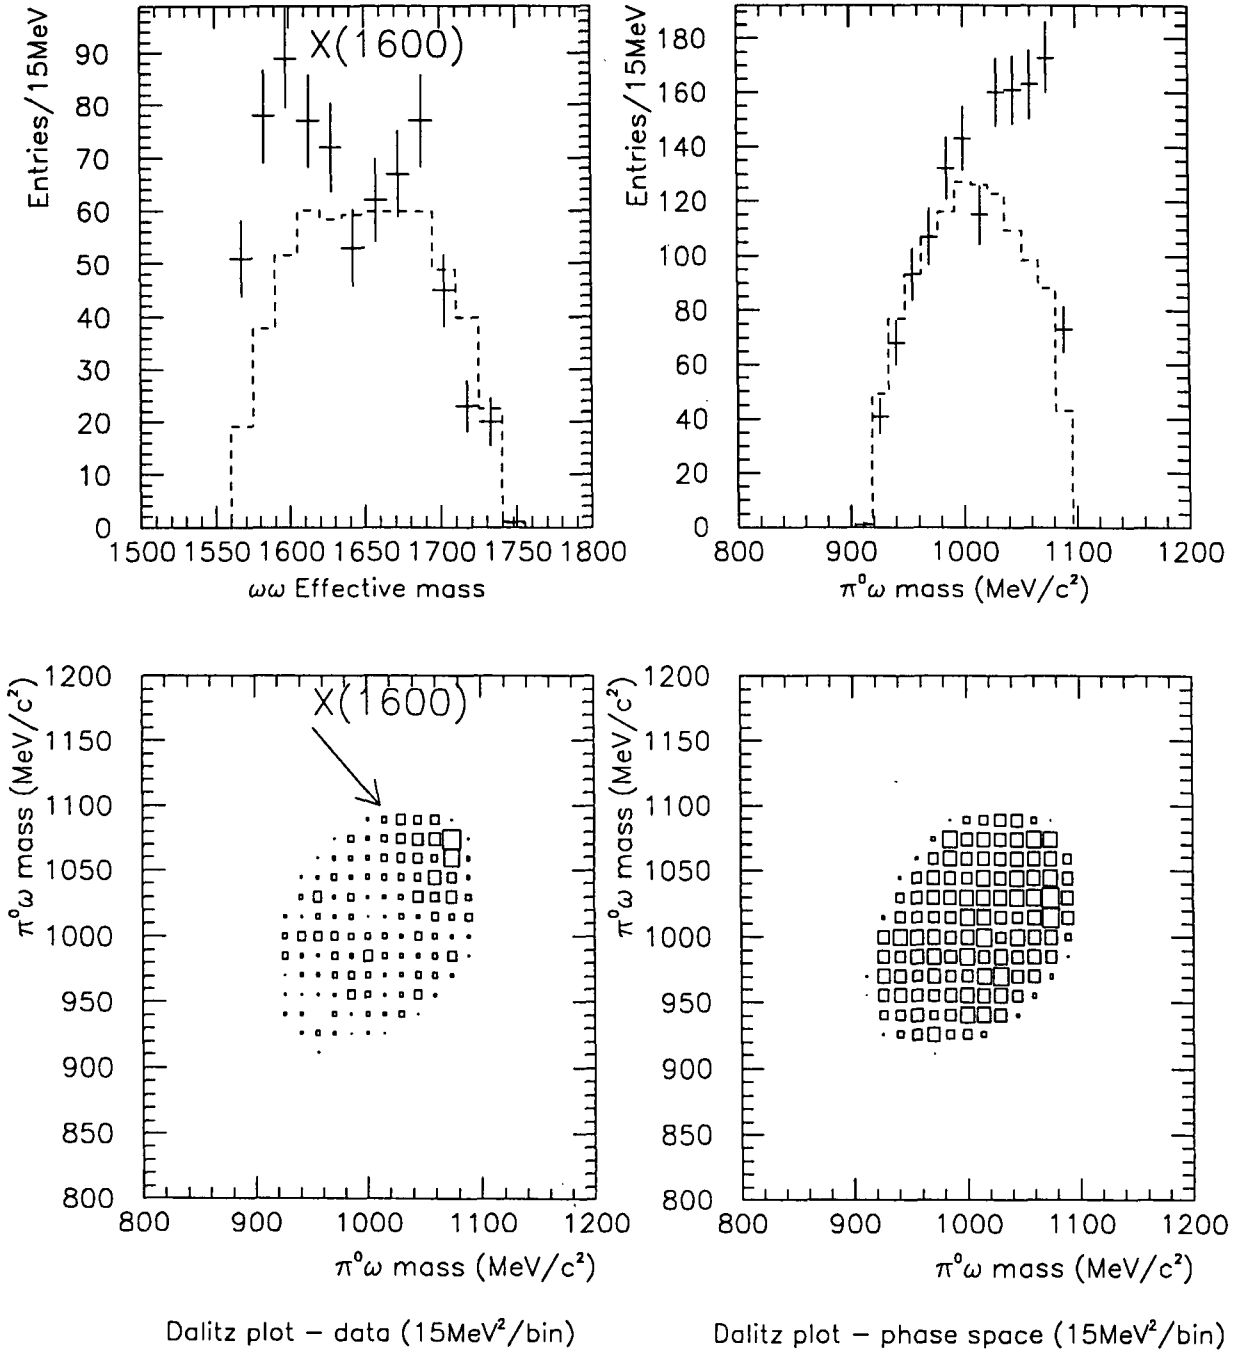 Entries/15MeV
90
80
70
60
50
40
30
20
10
0
X(1600)
1500 1550 1600 1650 1700 1750 1800
ωω Effective mass
Entries/15MeV
180
160
140
120
100
80
60
40
20
0
800 900 1000 1100 1200
π⁰ω mass (MeV/c²)
π⁰ω mass (MeV/c²)
1200
1150
1100
1050
1000
950
900
850
800
X(1600)
800 900 1000 1100 1200
π⁰ω mass (MeV/c²)
Dalitz plot – data (15MeV²/bin)
π⁰ω mass (MeV/c²)
1200
1150
1100
1050
1000
950
900
850
800
800 900 1000 1100 1200
π⁰ω mass (MeV/c²)
Dalitz plot – phase space (15MeV²/bin)